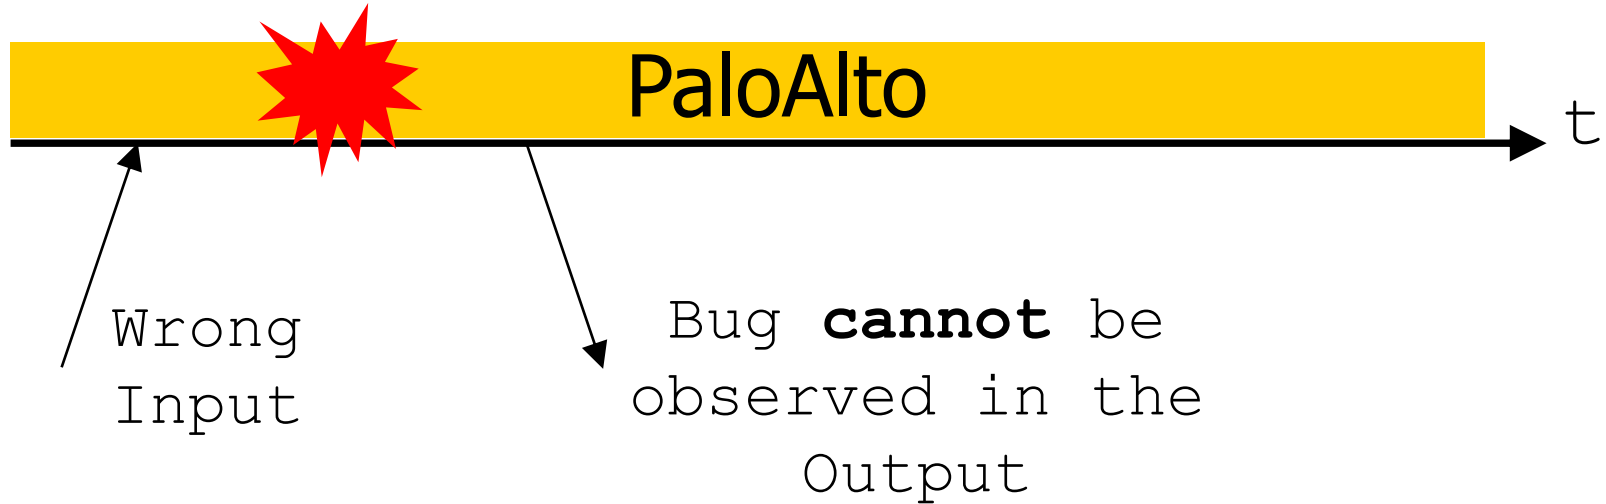 PaloAlto
t
Wrong
Input
Bug cannot be
observed in the
Output